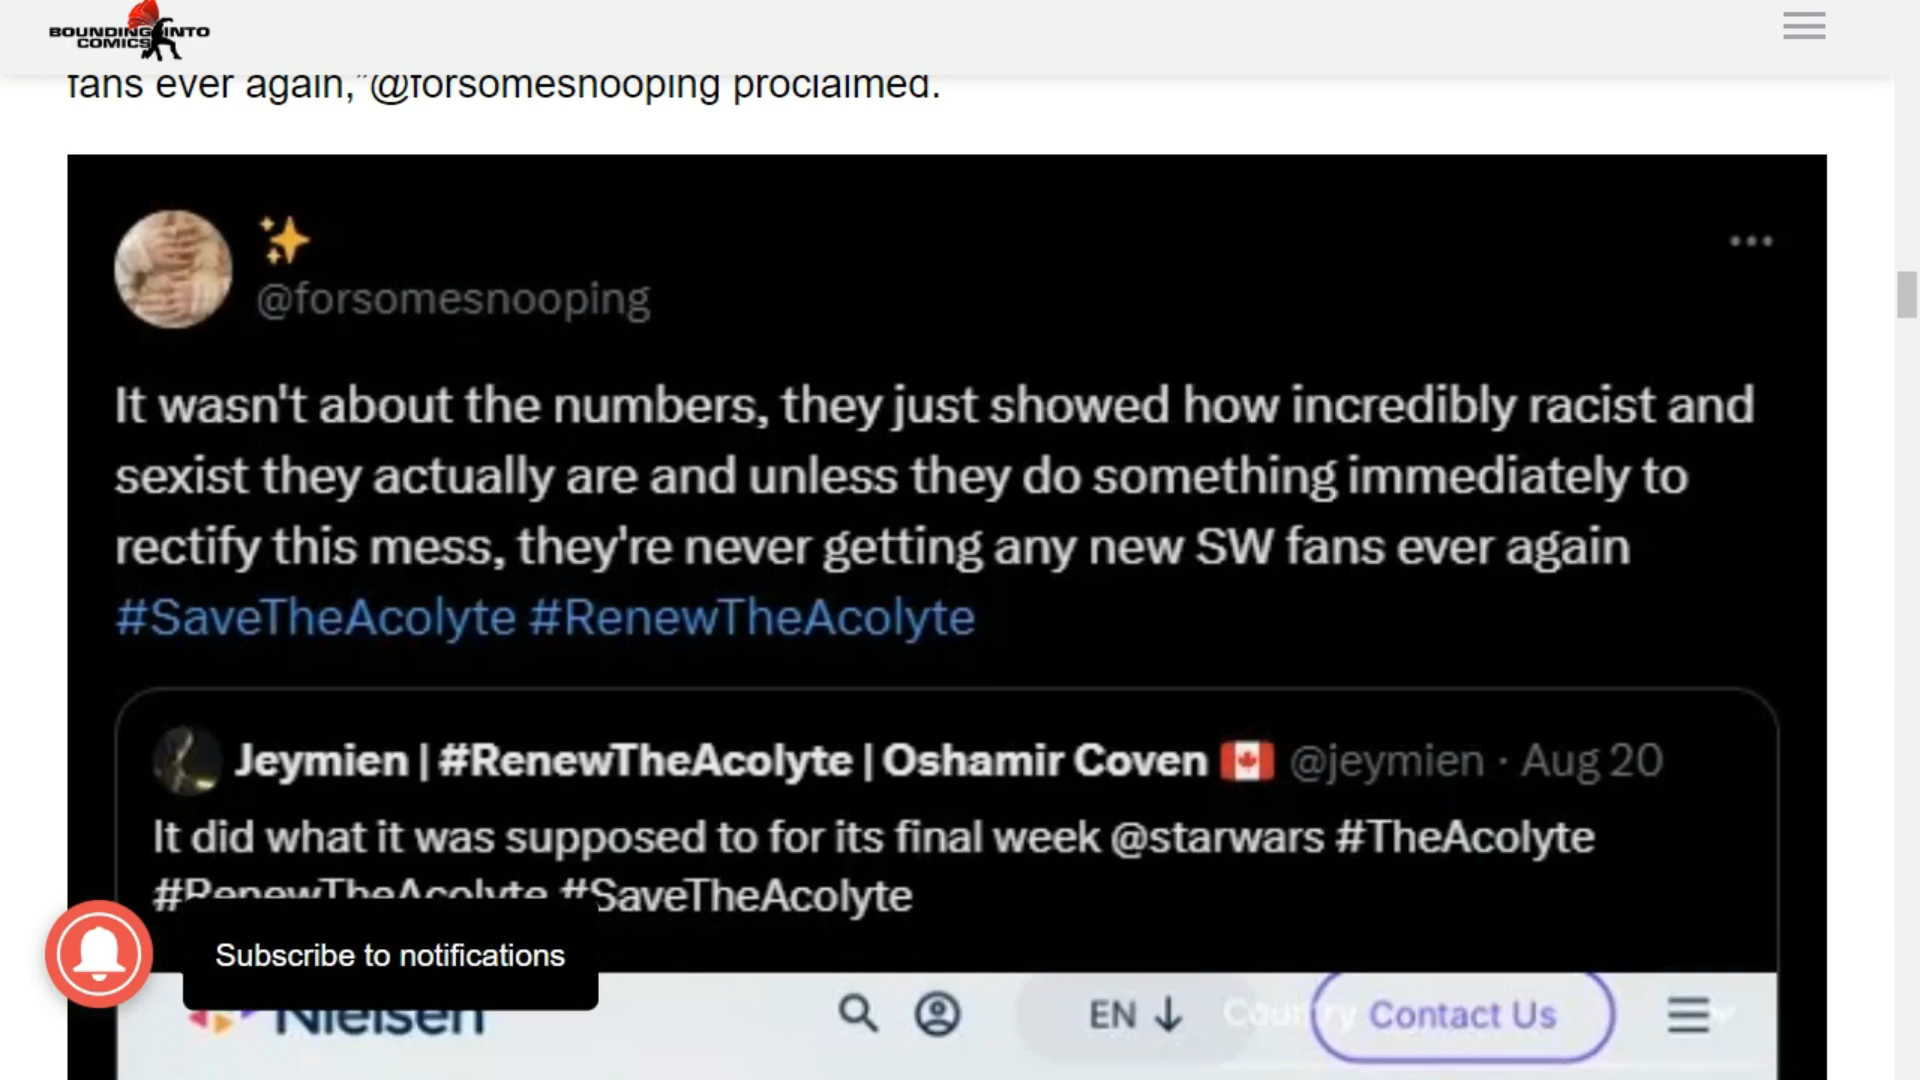 BOUNDING INTO
COMICS
fans ever again,"@forsomesnooping proclaimed.
@forsomesnooping
It wasn't about the numbers, they just showed how incredibly racist and
sexist they actually are and unless they do something immediately to
rectify this mess, they're never getting any new SW fans ever again
#SaveTheAcolyte #RenewTheAcolyte
Jeymien | #RenewTheAcolyte | Oshamir Coven @jeymien · Aug 20
It did what it was supposed to for its final week @starwars #TheAcolyte
#RenewTheAcolyte #SaveTheAcolyte
Subscribe to notifications
Nielsen EN Country Contact Us